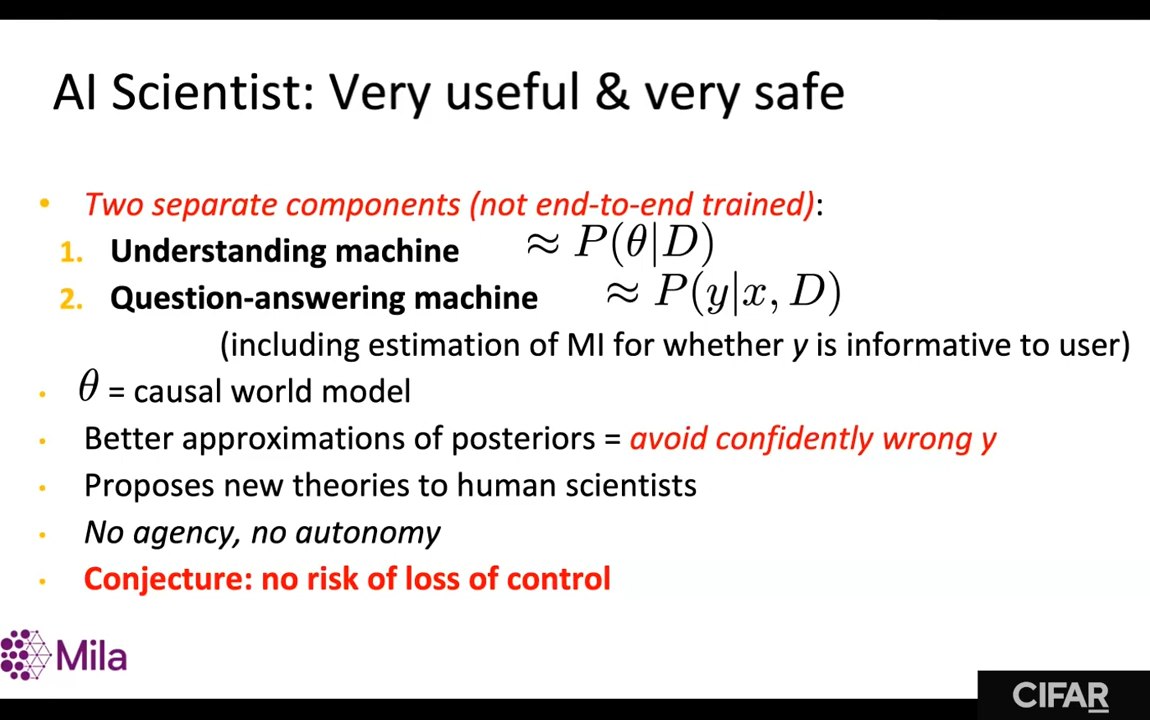 AI Scientist: Very useful & very safe
• Two separate components (not end-to-end trained):
1. Understanding machine ≈ P(θ|D)
2. Question-answering machine ≈ P(y|x, D)
(including estimation of MI for whether y is informative to user)
• θ = causal world model
• Better approximations of posteriors = avoid confidently wrong y
• Proposes new theories to human scientists
• No agency, no autonomy
• Conjecture: no risk of loss of control
Mila
CIFAR